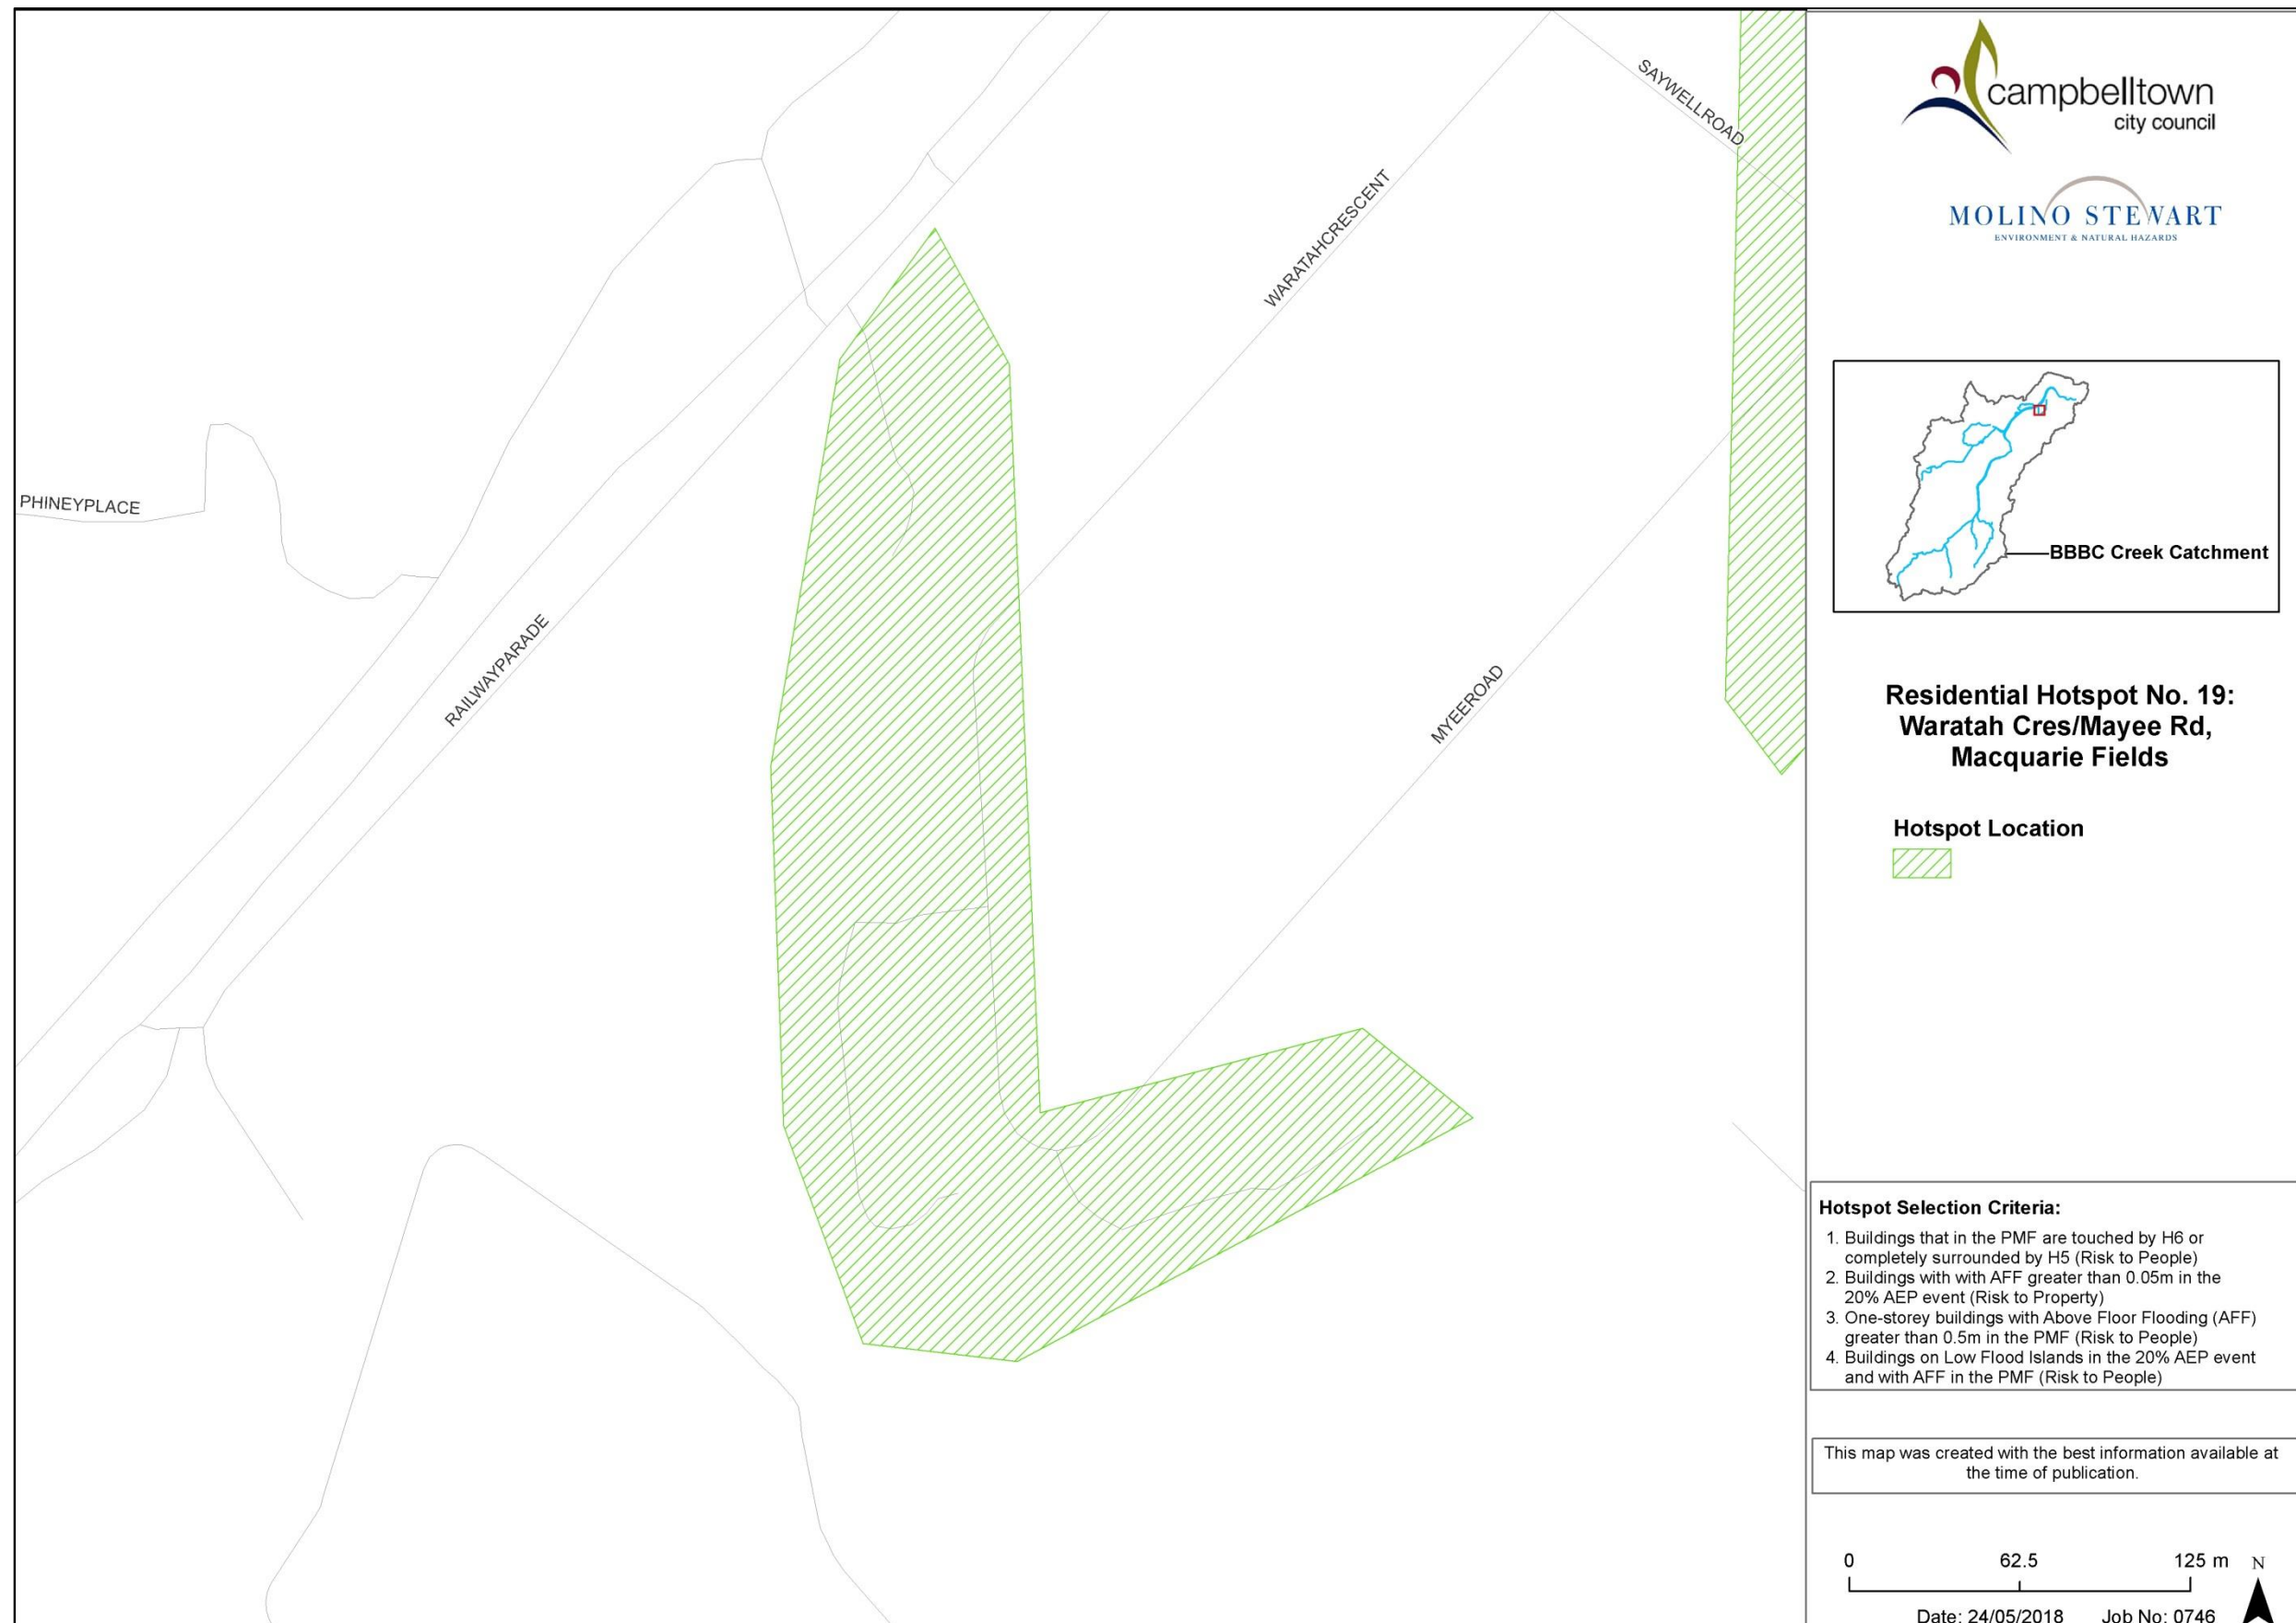 SAYWELLROAD
WARATAHCRESCENT
PHINEYPLACE
RAILWAYPARADE
MYEEROAD
campbelltown
city council
MOLINO STEWART
ENVIRONMENT & NATURAL HAZARDS
BBBC Creek Catchment
Residential Hotspot No. 19:
Waratah Cres/Mayee Rd,
Macquarie Fields
Hotspot Location
Hotspot Selection Criteria:
1. Buildings that in the PMF are touched by H6 or
completely surrounded by H5 (Risk to People)
2. Buildings with with AFF greater than 0.05m in the
20% AEP event (Risk to Property)
3. One-storey buildings with Above Floor Flooding (AFF)
greater than 0.5m in the PMF (Risk to People)
4. Buildings on Low Flood Islands in the 20% AEP event
and with AFF in the PMF (Risk to People)
This map was created with the best information available at
the time of publication.
0 62.5 125 m N
Date: 24/05/2018 Job No: 0746